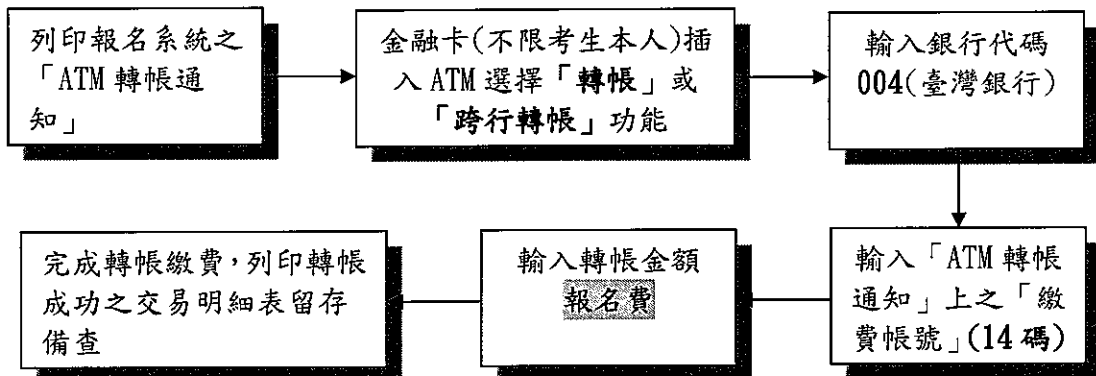 列印報名系統之
「ATM 轉帳通
知」
金融卡(不限考生本人)插
入 ATM 選擇「轉帳」或
「跨行轉帳」功能
輸入銀行代碼
004(臺灣銀行)
輸入「ATM 轉帳
通知」上之「繳
費帳號」(14 碼)
輸入轉帳金額
報名費
完成轉帳繳費,列印轉帳
成功之交易明細表留存
備查